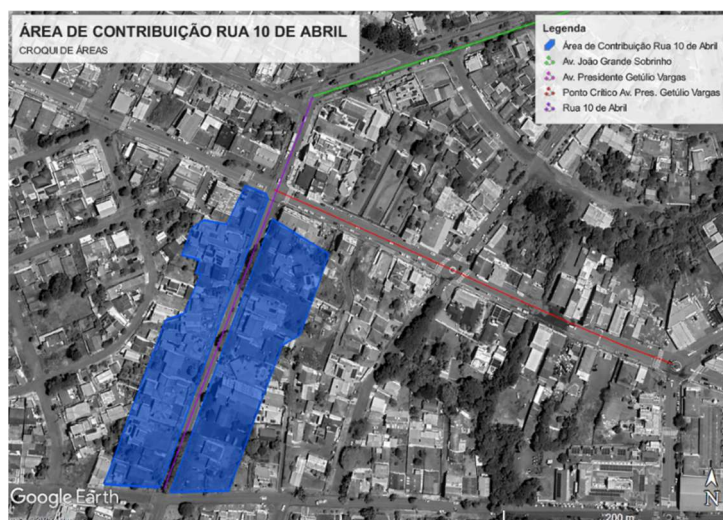 ÁREA DE CONTRIBUIÇÃO RUA 10 DE ABRIL
CROQUI DE ÁREAS
Legenda
Área de Contribuição Rua 10 de Abril
Av. João Grande Sobrinho
Av. Presidente Getúlio Vargas
Ponto Crítico Av. Pres. Getúlio Vargas
Rua 10 de Abril
Google Earth
N
200 m